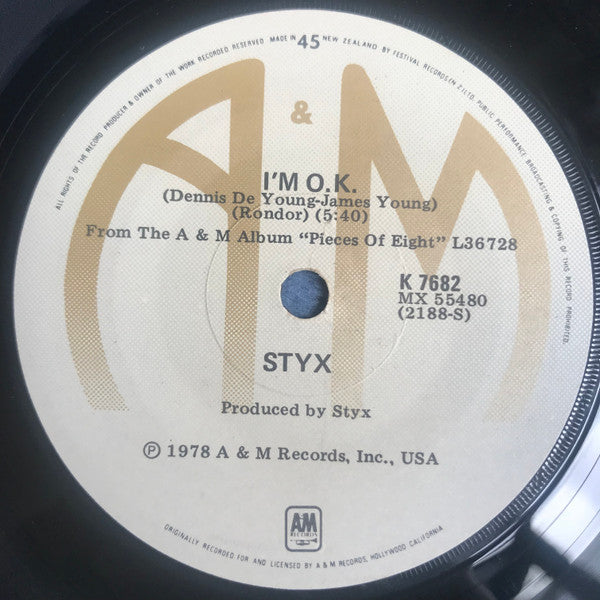 ALL RIGHTS OF THE RECORD PRODUCER & OWNER OF THE WORK RECORDED RESERVED MADE IN 45 NEW ZEALAND BY FESTIVAL RECORDS (N Z) LTD. PUBLIC PERFORMANCE, BROADCASTING & COPYING OF THIS RECORD PROHIBITED.
A & M
I'M O.K.
(Dennis De Young-James Young)
(Rondor) (5:40)
From The A & M Album "Pieces Of Eight" L36728
K 7682
MX 55480
(2188-S)
STYX
Produced by Styx
℗ 1978 A & M Records, Inc., USA
AM
RECORDS
ORIGINALLY RECORDED FOR AND LICENSED BY A & M RECORDS, HOLLYWOOD CALIFORNIA